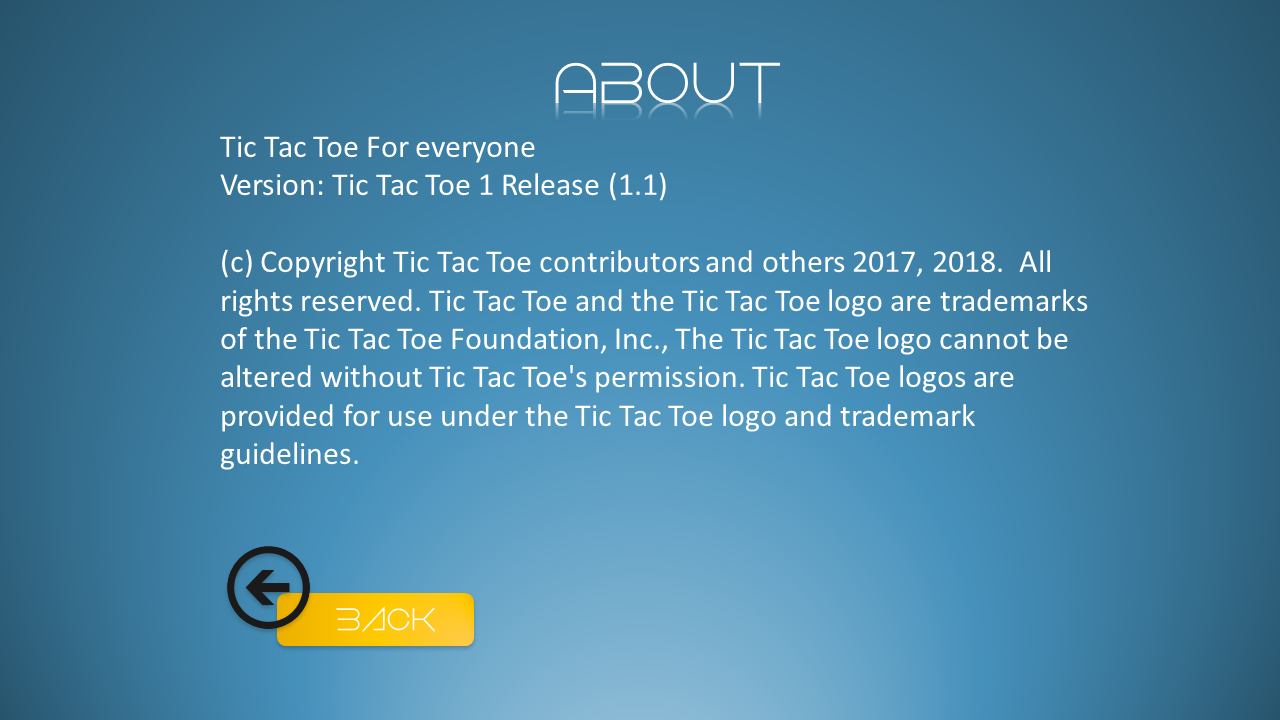 ABOUT
Tic Tac Toe For everyone
Version: Tic Tac Toe 1 Release (1.1)
(c) Copyright Tic Tac Toe contributors and others 2017, 2018.  All
rights reserved. Tic Tac Toe and the Tic Tac Toe logo are trademarks
of the Tic Tac Toe Foundation, Inc., The Tic Tac Toe logo cannot be
altered without Tic Tac Toe's permission. Tic Tac Toe logos are
provided for use under the Tic Tac Toe logo and trademark
guidelines.
BACK